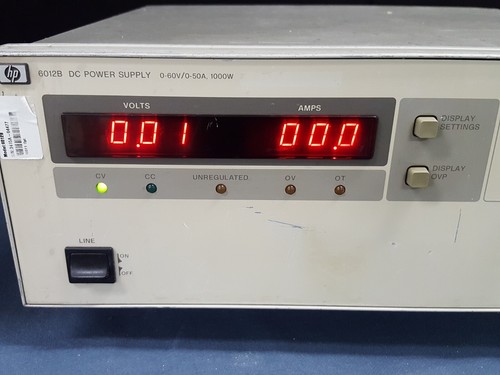 hp
6012B DC POWER SUPPLY 0-60V/0-50A, 1000W
VOLTS AMPS
0.01 00.0
DISPLAY
SETTINGS
CV CC UNREGULATED OV OT
DISPLAY
OVP
LINE
ON
OFF